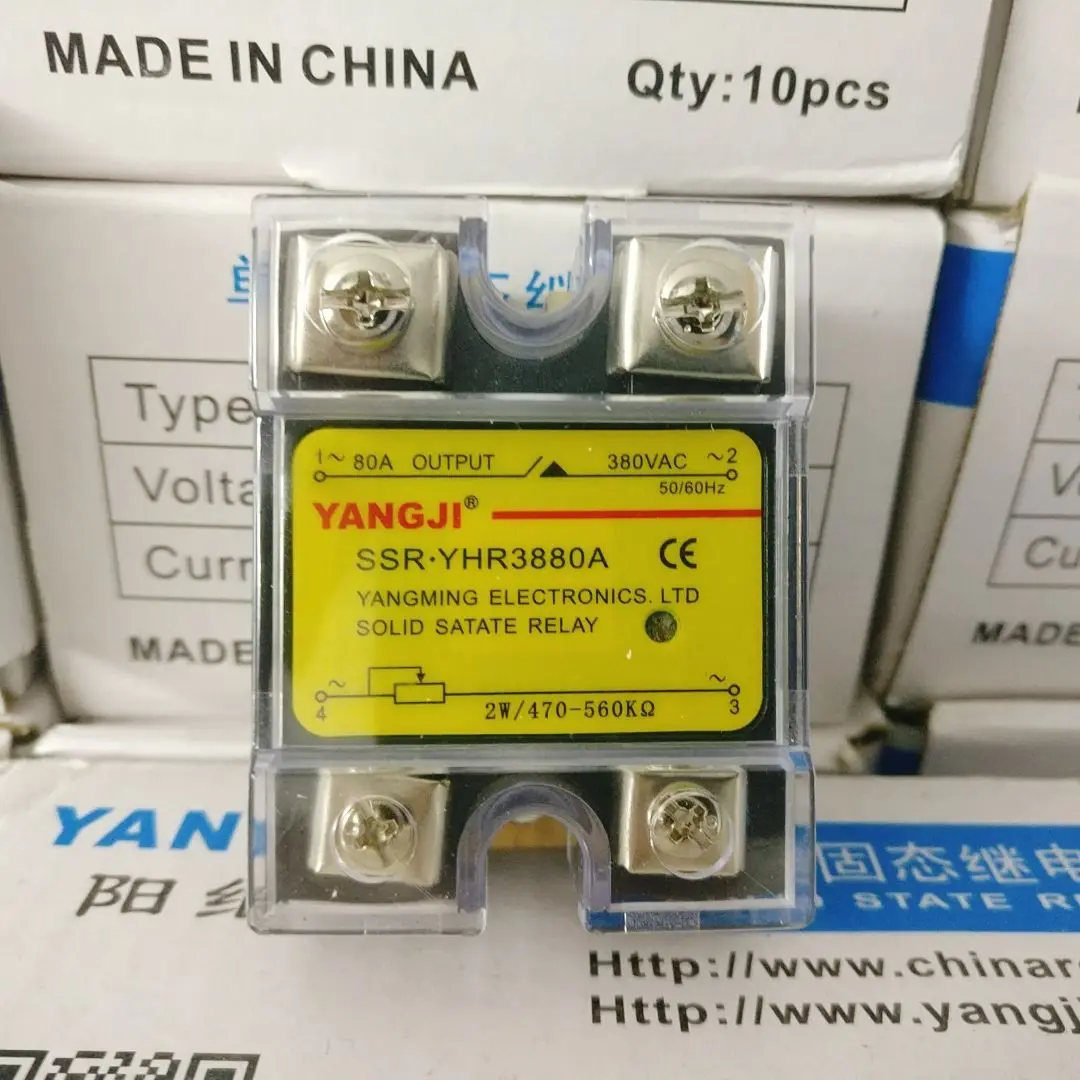 MADE IN CHINA
Qty:10pcs
Type
Volta
Curr
MADE
1~ 80A OUTPUT 380VAC ~2
50/60Hz
YANGJI®
SSR·YHR3880A CE
YANGMING ELECTRONICS. LTD
SOLID SATATE RELAY
~ ~
4 2W/470-560KΩ 3
Cu
MADE
YAN
阳
固态继电
STATE RE
Http://www.chinar
Http://www.yangj